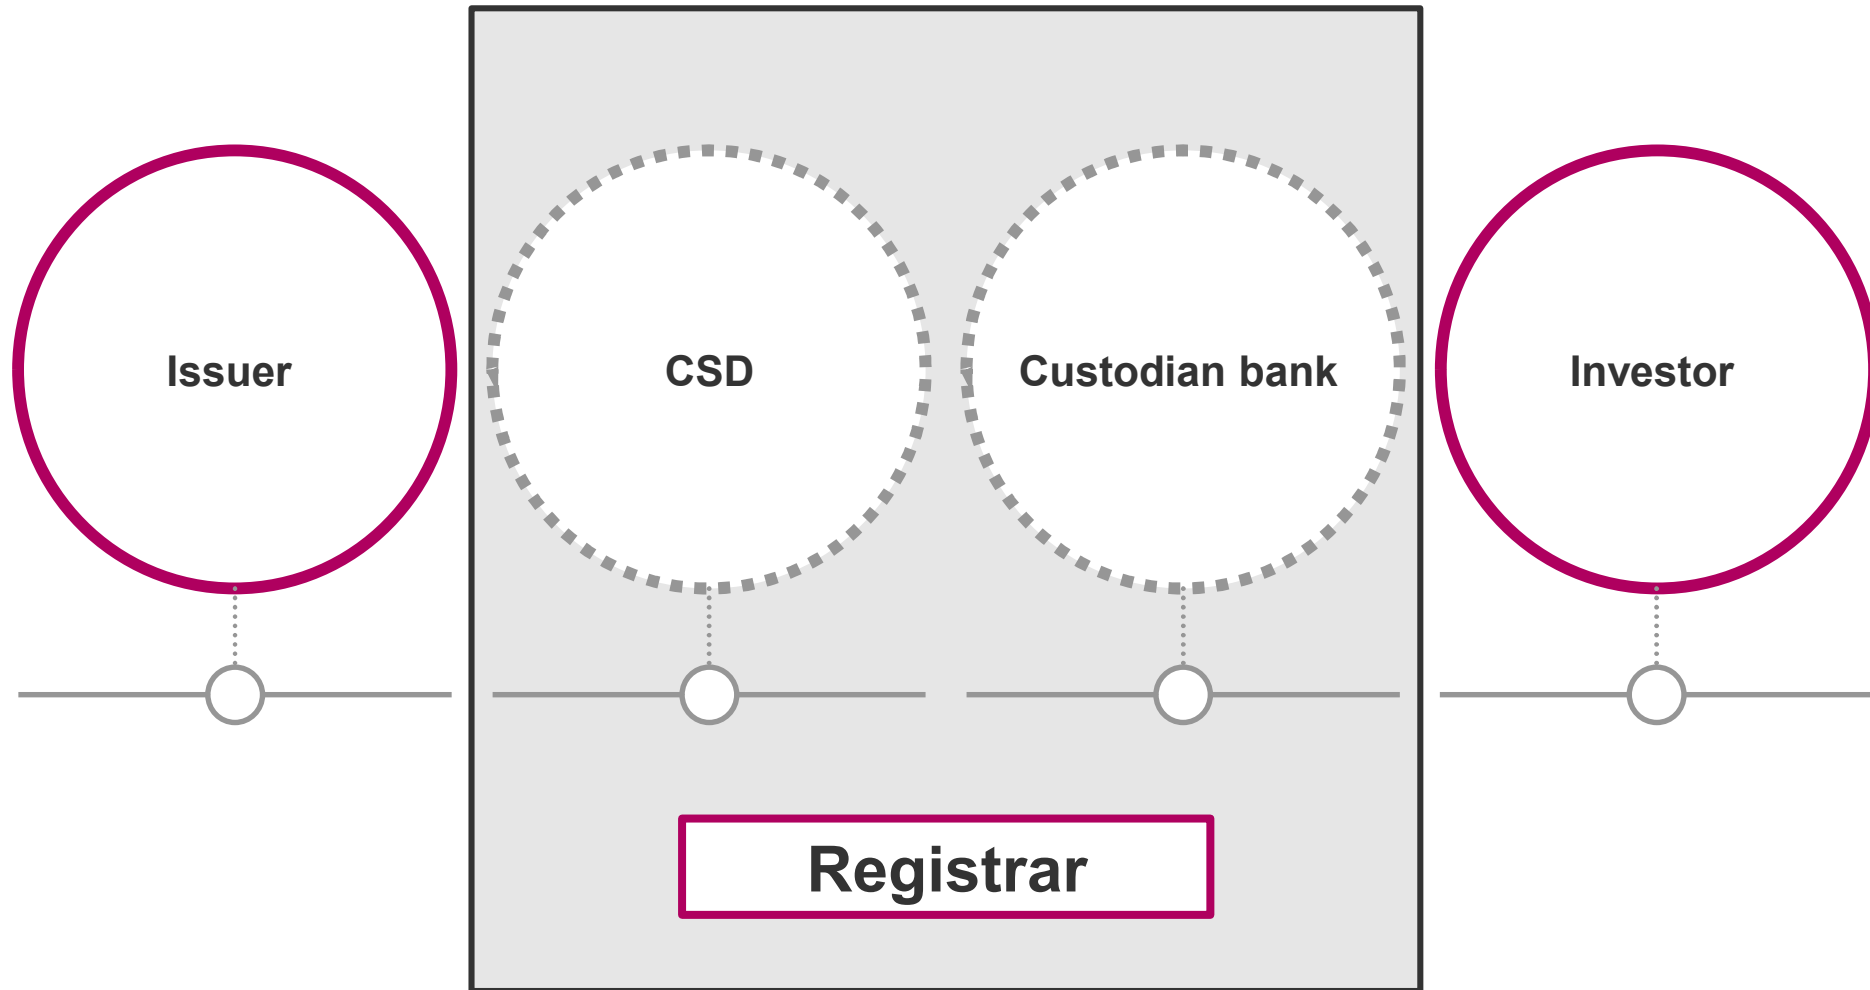 Issuer
CSD
Custodian bank
Investor
Registrar